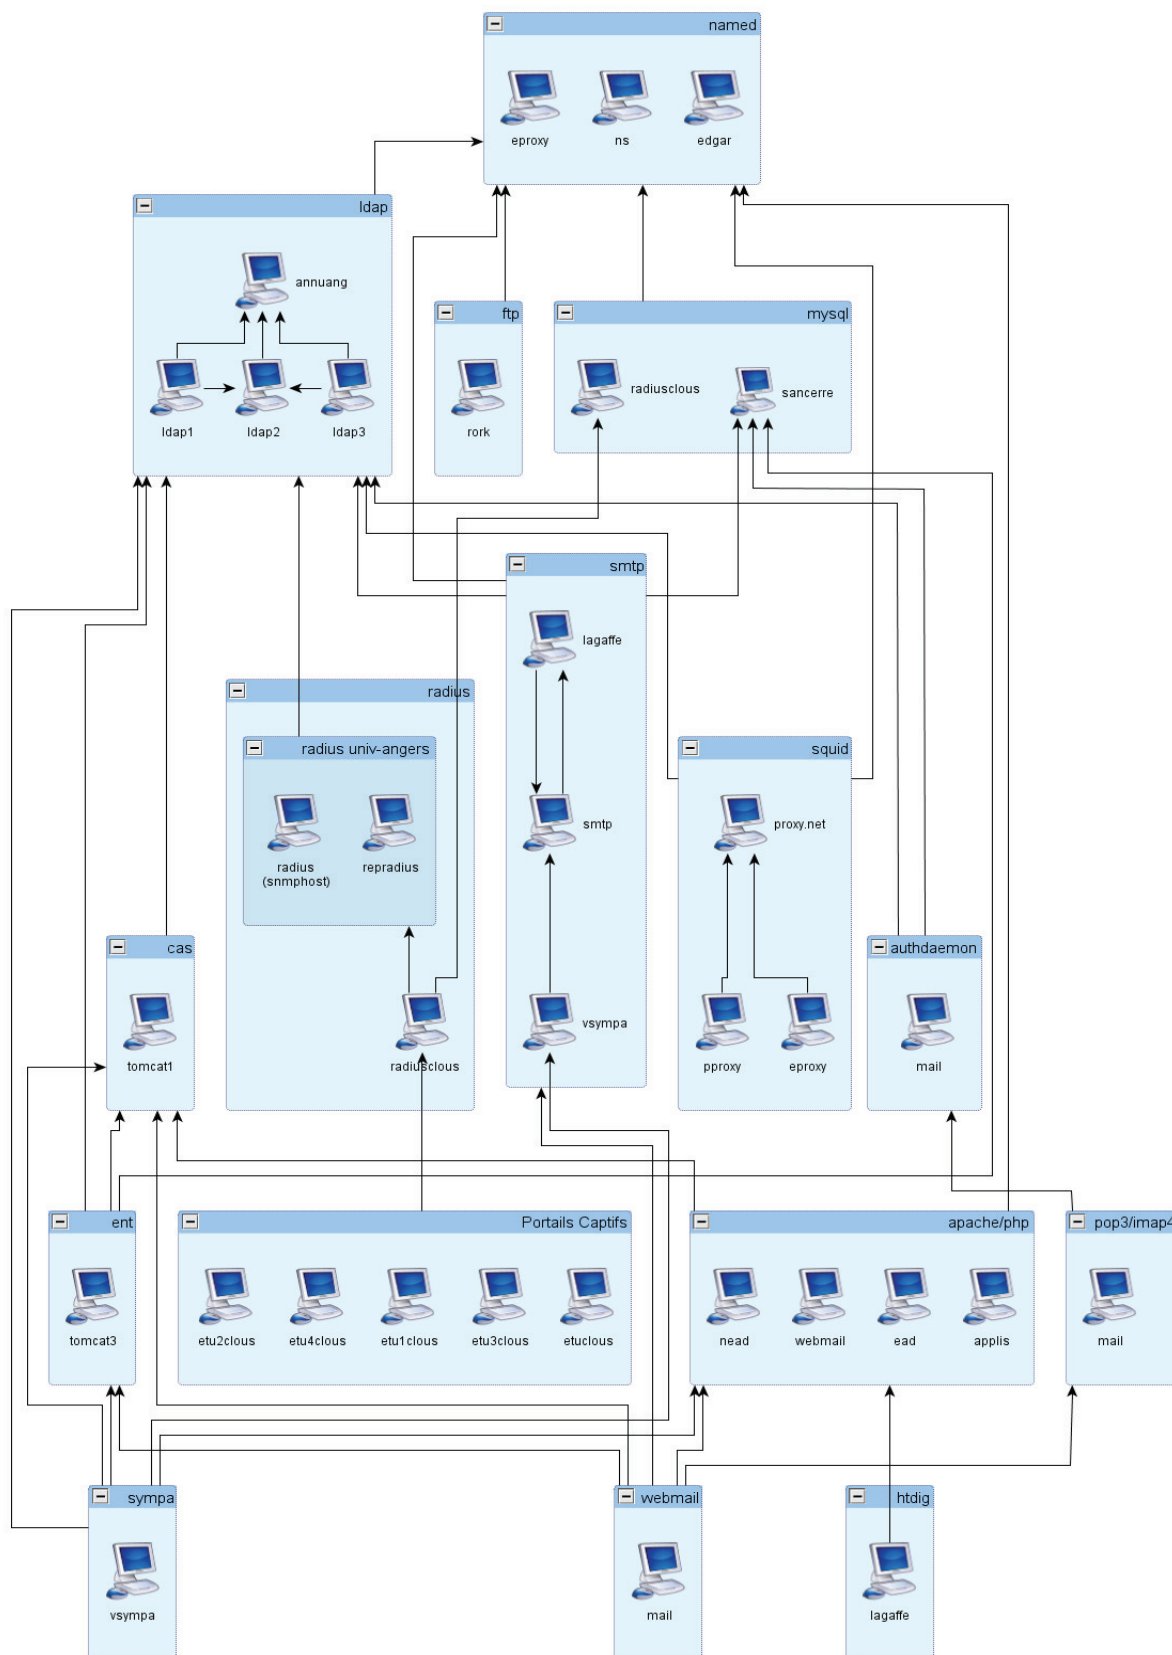 named
eproxy
ns
edgar
ldap
annuang
ldap1
ldap2
ldap3
ftp
rork
mysql
radiusclous
sancerre
smtp
lagaffe
smtp
vsympa
radius
radius univ-angers
radius
(snmphost)
repradius
radiusclous
squid
proxy.net
pproxy
eproxy
cas
tomcat1
authdaemon
mail
ent
tomcat3
Portails Captifs
etu2clous
etu4clous
etu1clous
etu3clous
etuclous
apache/php
nead
webmail
ead
applis
pop3/imap4
mail
sympa
vsympa
webmail
mail
htdig
lagaffe